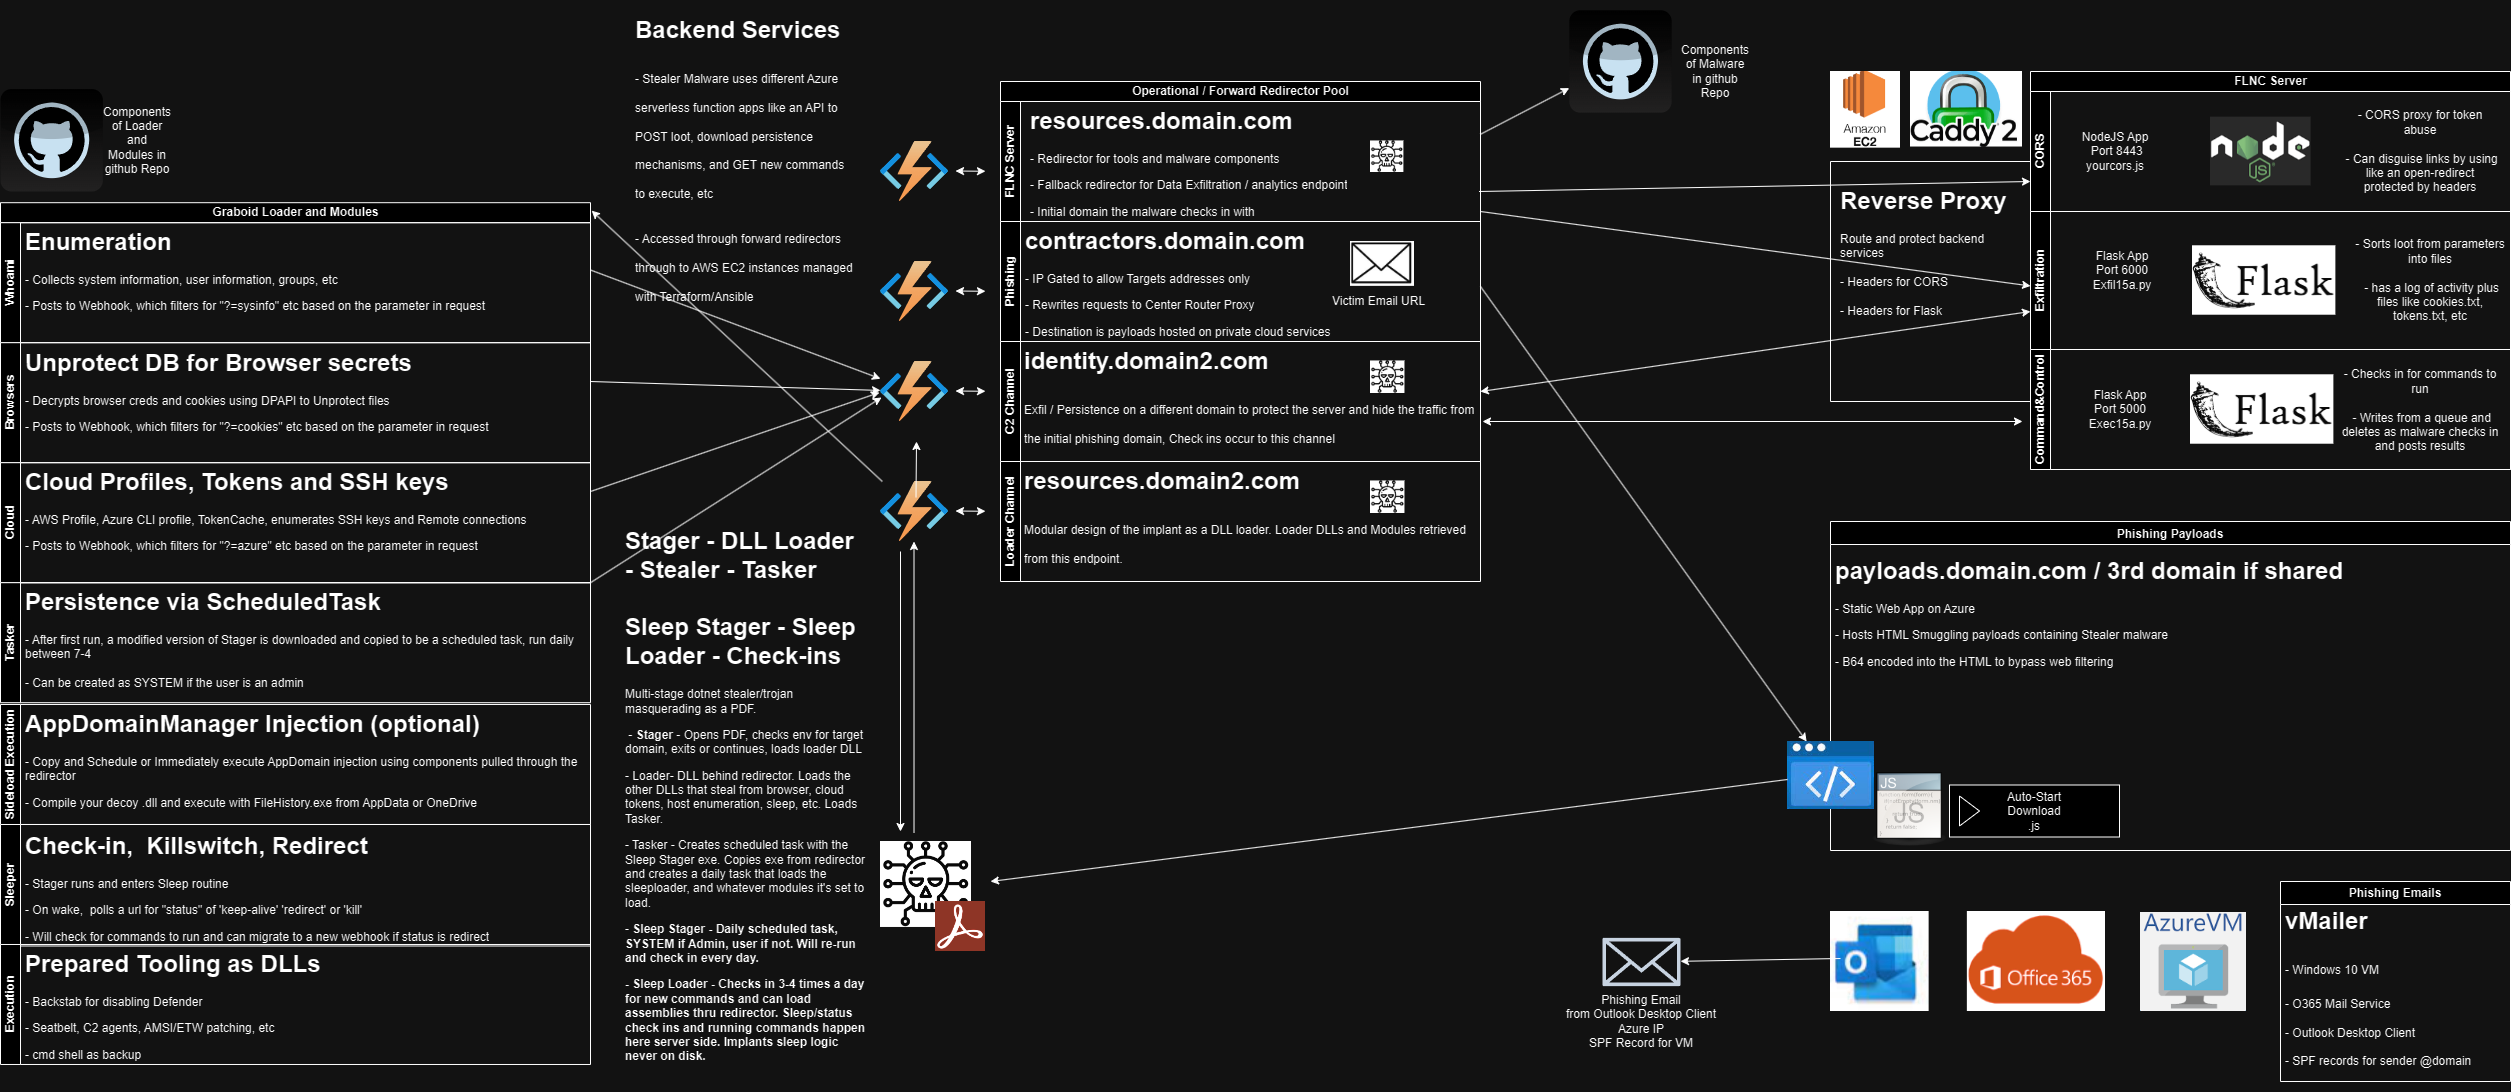 Components
of Loader
and
Modules in
github Repo
Graboid Loader and Modules
Whoami
Enumeration
- Collects system information, user information, groups, etc
- Posts to Webhook, which filters for "?=sysinfo" etc based on the parameter in request
Browsers
Unprotect DB for Browser secrets
- Decrypts browser creds and cookies using DPAPI to Unprotect files
- Posts to Webhook, which filters for "?=cookies" etc based on the parameter in request
Cloud
Cloud Profiles, Tokens and SSH keys
- AWS Profile, Azure CLI profile, TokenCache, enumerates SSH keys and Remote connections
- Posts to Webhook, which filters for "?=azure" etc based on the parameter in request
Tasker
Persistence via ScheduledTask
- After first run, a modified version of Stager is downloaded and copied to be a scheduled task, run daily
between 7-4
- Can be created as SYSTEM if the user is an admin
Sideload Execution
AppDomainManager Injection (optional)
- Copy and Schedule or Immediately execute AppDomain injection using components pulled through the
redirector
- Compile your decoy .dll and execute with FileHistory.exe from AppData or OneDrive
Sleeper
Check-in,  Killswitch, Redirect
- Stager runs and enters Sleep routine
- On wake,  polls a url for "status" of 'keep-alive' 'redirect' or 'kill'
- Will check for commands to run and can migrate to a new webhook if status is redirect
Execution
Prepared Tooling as DLLs
- Backstab for disabling Defender
- Seatbelt, C2 agents, AMSI/ETW patching, etc
- cmd shell as backup
Backend Services
- Stealer Malware uses different Azure
serverless function apps like an API to
POST loot, download persistence
mechanisms, and GET new commands
to execute, etc
- Accessed through forward redirectors
through to AWS EC2 instances managed
with Terraform/Ansible
Stager - DLL Loader
- Stealer - Tasker
Sleep Stager - Sleep
Loader - Check-ins
Multi-stage dotnet stealer/trojan
masquerading as a PDF.
- Stager - Opens PDF, checks env for target
domain, exits or continues, loads loader DLL
- Loader- DLL behind redirector. Loads the
other DLLs that steal from browser, cloud
tokens, host enumeration, sleep, etc. Loads
Tasker.
- Tasker - Creates scheduled task with the
Sleep Stager exe. Copies exe from redirector
and creates a daily task that loads the
sleeploader, and whatever modules it's set to
load.
- Sleep Stager - Daily scheduled task,
SYSTEM if Admin, user if not. Will re-run
and check in every day.
- Sleep Loader - Checks in 3-4 times a day
for new commands and can load
assemblies thru redirector. Sleep/status
check ins and running commands happen
here server side. Implants sleep logic
never on disk.
Operational / Forward Redirector Pool
FLNC Server
resources.domain.com
- Redirector for tools and malware components
- Fallback redirector for Data Exfiltration / analytics endpoint
- Initial domain the malware checks in with
Phishing
contractors.domain.com
- IP Gated to allow Targets addresses only
- Rewrites requests to Center Router Proxy
- Destination is payloads hosted on private cloud services
Victim Email URL
C2 Channel
identity.domain2.com
Exfil / Persistence on a different domain to protect the server and hide the traffic from
the initial phishing domain, Check ins occur to this channel
Loader Channel
resources.domain2.com
Modular design of the implant as a DLL loader. Loader DLLs and Modules retrieved
from this endpoint.
Components
of Malware
in github
Repo
Amazon
EC2
Caddy 2
Reverse Proxy
Route and protect backend
services
- Headers for CORS
- Headers for Flask
FLNC Server
CORS
NodeJS App
Port 8443
yourcors.js
node
JS
- CORS proxy for token
abuse
- Can disguise links by using
like an open-redirect
protected by headers
Exfiltration
Flask App
Port 6000
Exfil15a.py
Flask
- Sorts loot from parameters
into files
- has a log of activity plus
files like cookies.txt,
tokens.txt, etc
Command&Control
Flask App
Port 5000
Exec15a.py
Flask
- Checks in for commands to
run
- Writes from a queue and
deletes as malware checks in
and posts results
Phishing Payloads
payloads.domain.com / 3rd domain if shared
- Static Web App on Azure
- Hosts HTML Smuggling payloads containing Stealer malware
- B64 encoded into the HTML to bypass web filtering
JS
JS
Auto-Start
Download
.js
Phishing Email
from Outlook Desktop Client
Azure IP
SPF Record for VM
Office 365
AzureVM
Phishing Emails
vMailer
- Windows 10 VM
- O365 Mail Service
- Outlook Desktop Client
- SPF records for sender @domain